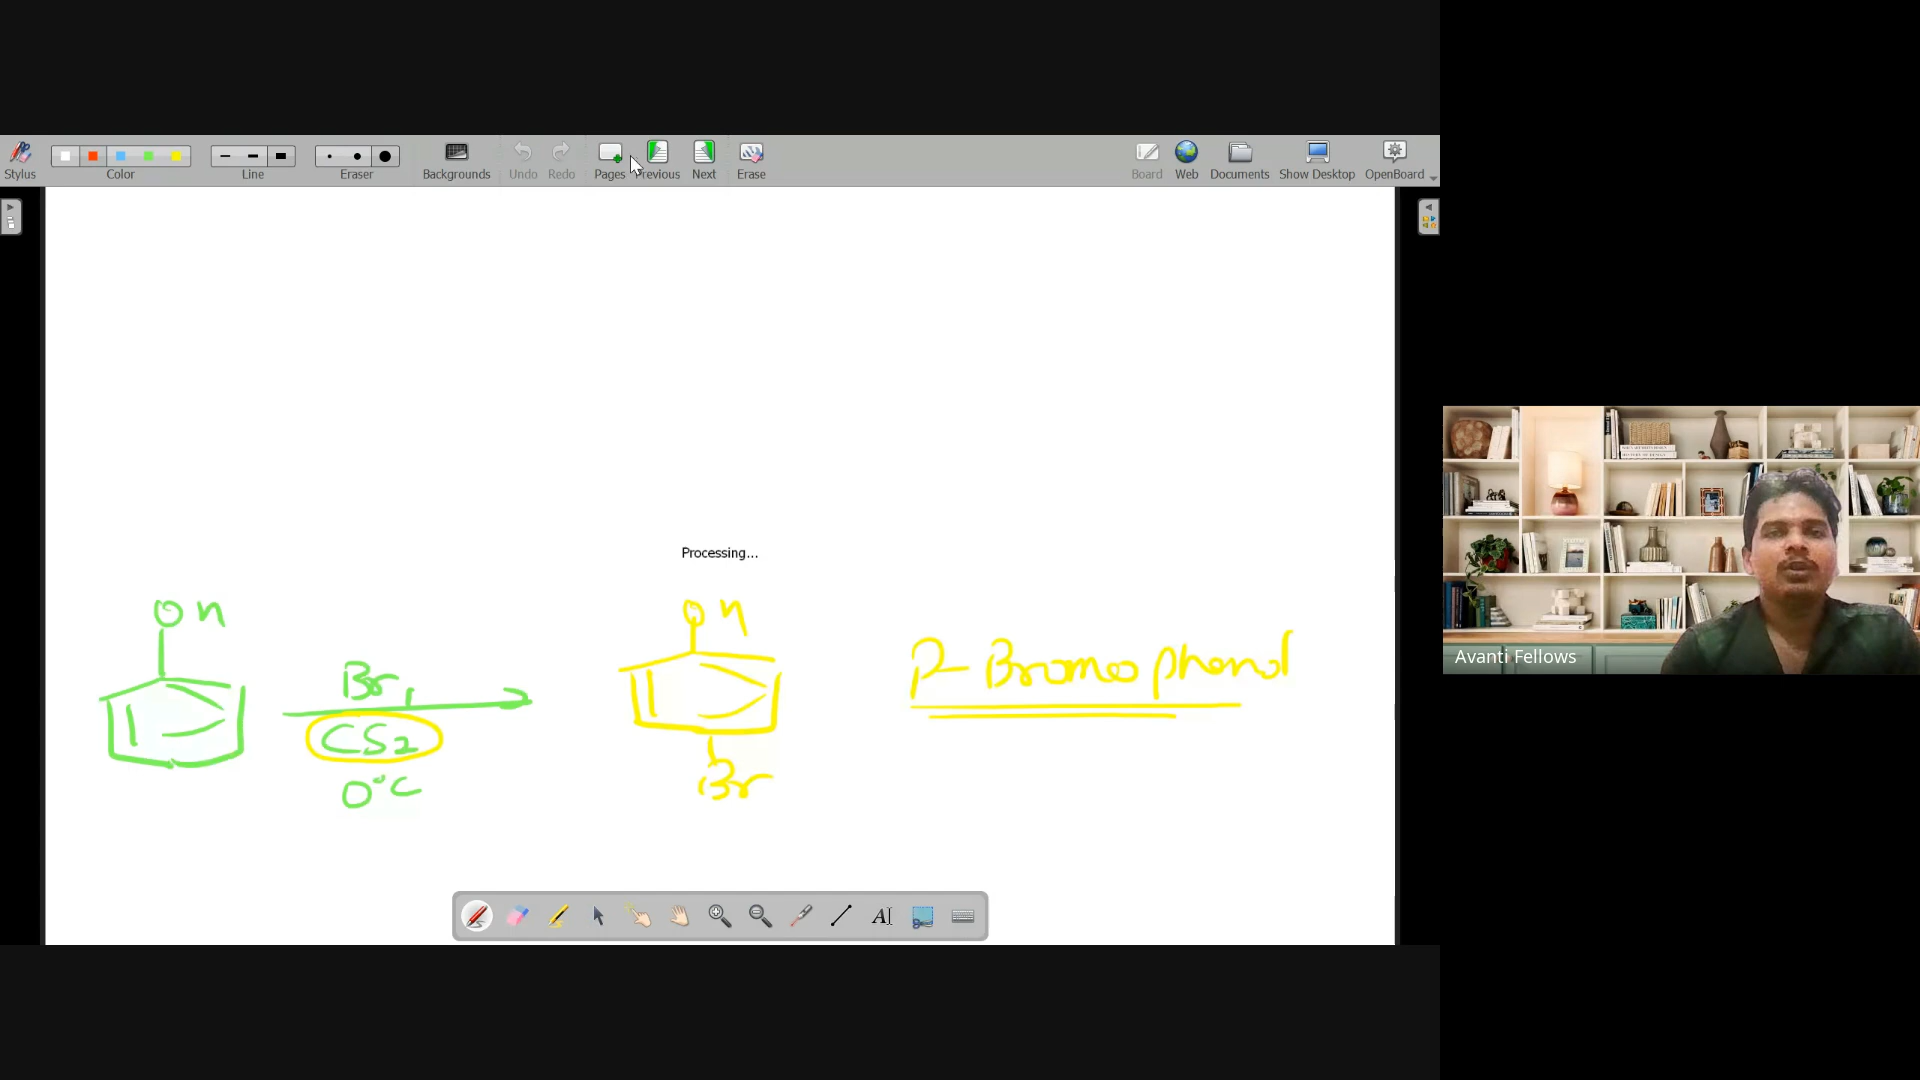 Stylus
Color
Line
Eraser
Backgrounds
Undo
Redo
Pages
Previous
Next
Erase
Board
Web
Documents
Show Desktop
OpenBoard
Processing...
OH
Br
CS2
0°C
OH
Br
P-Bromophenol
Avanti Fellows